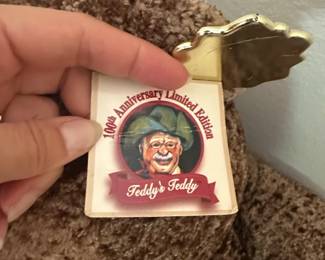 100th Anniversary Limited Edition
Teddy's Teddy